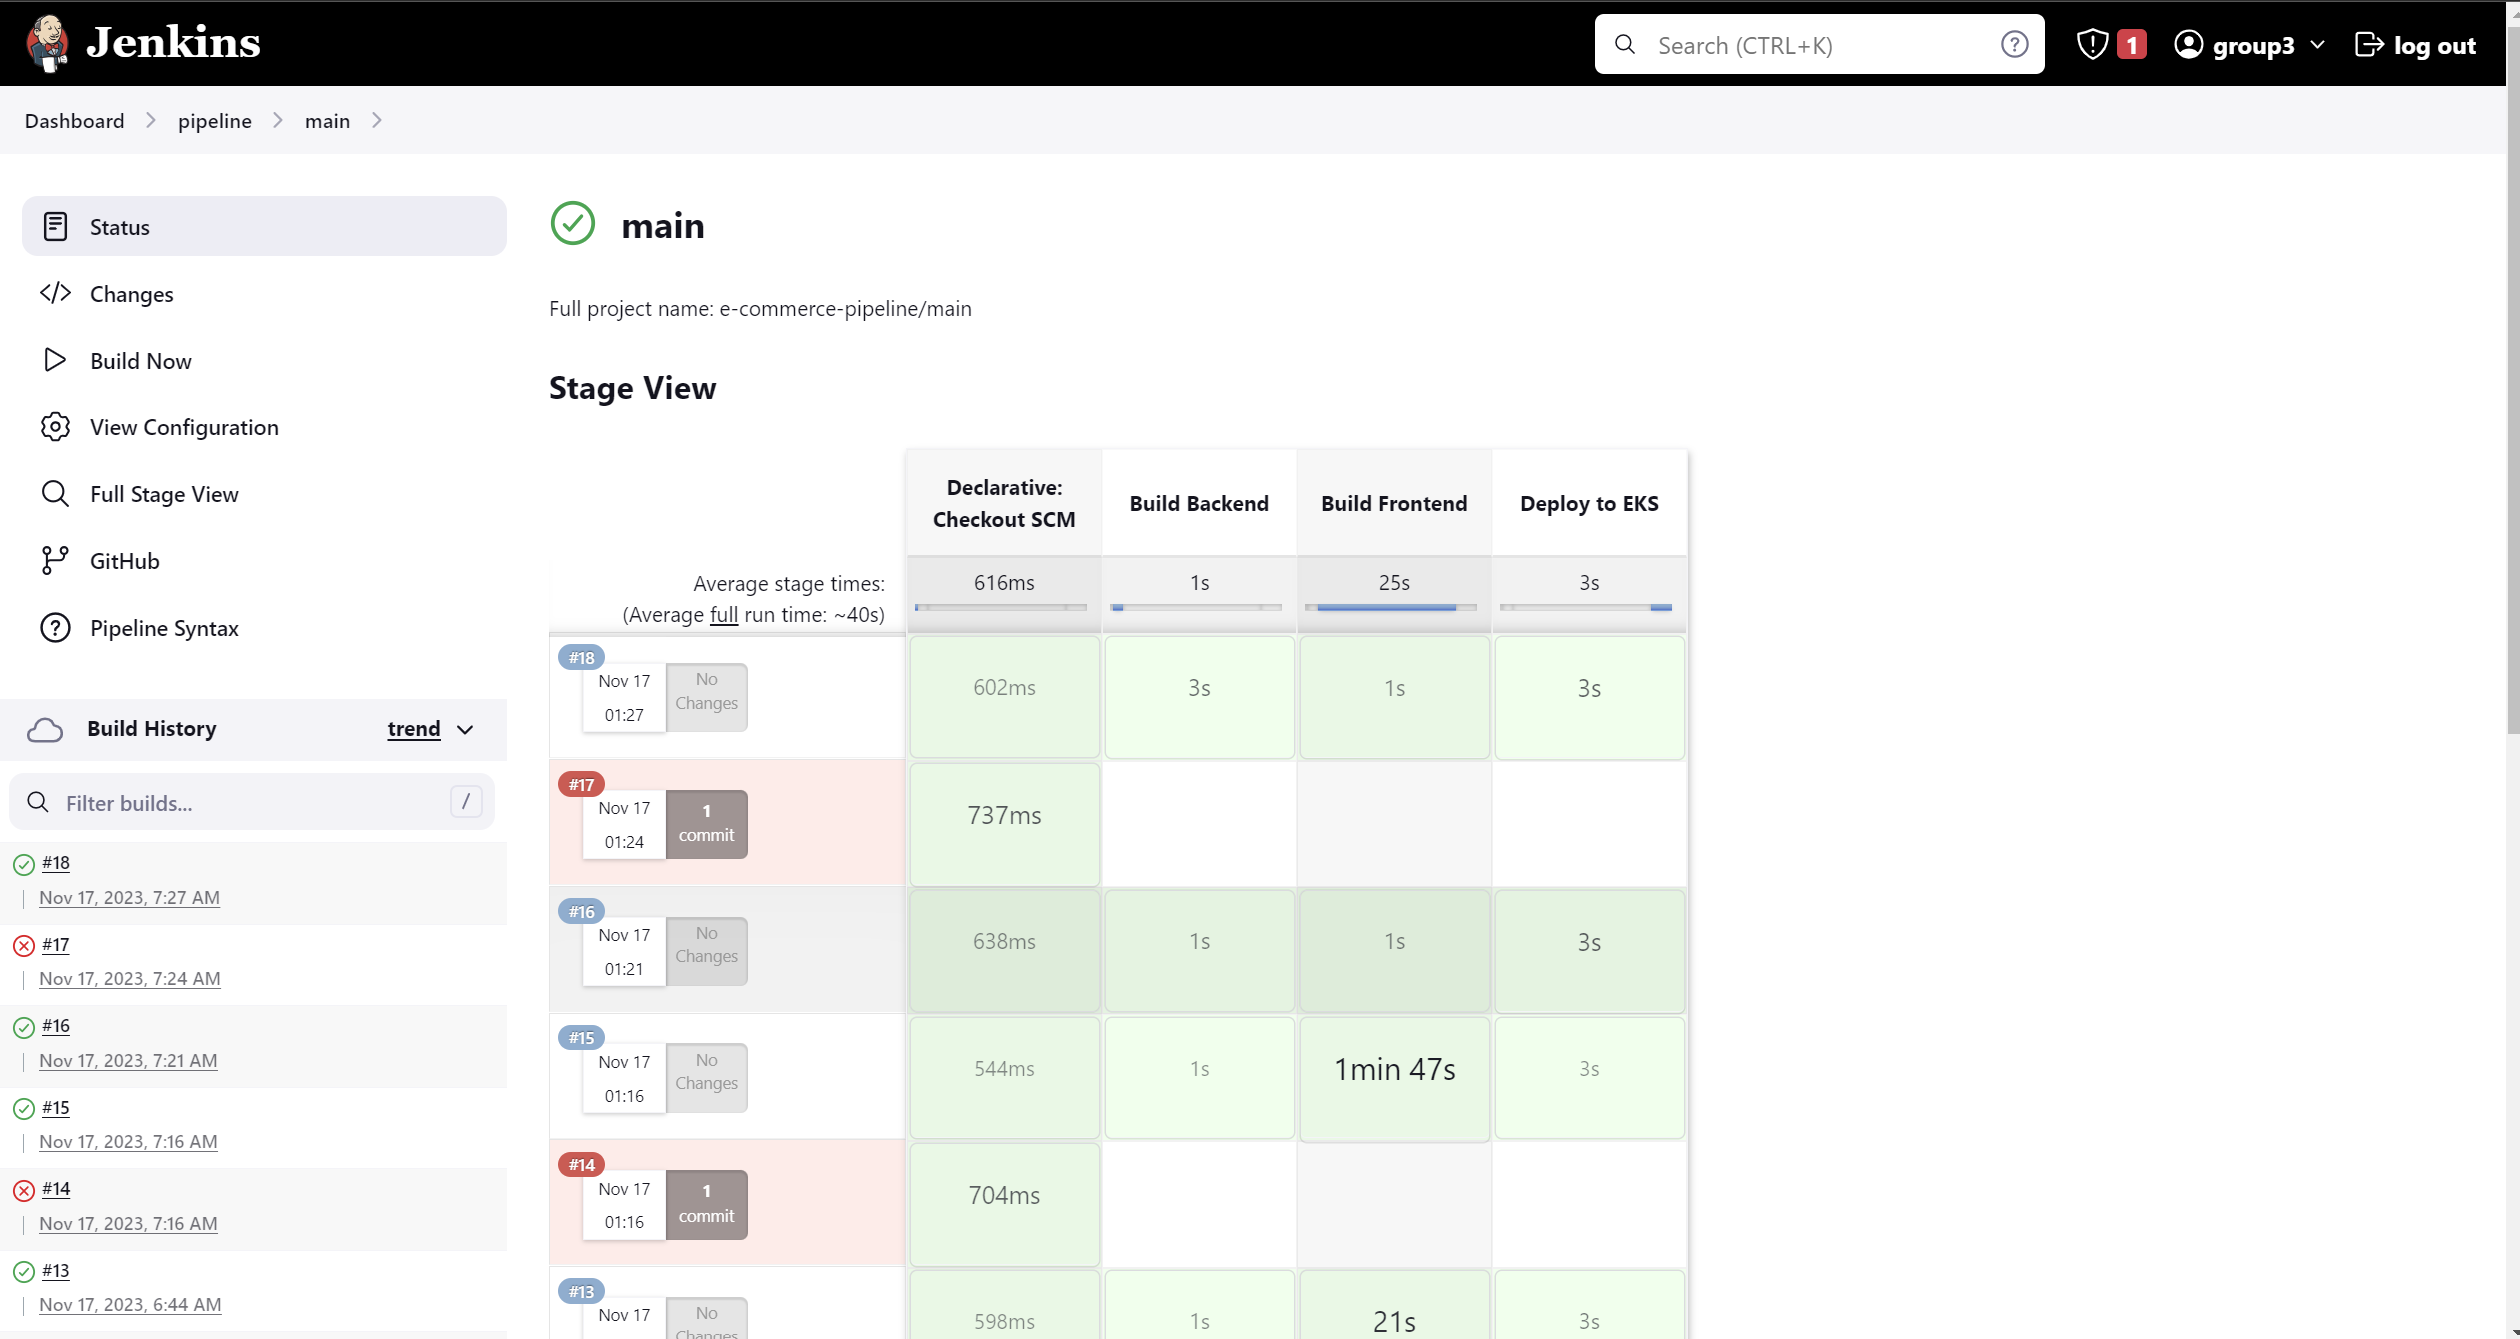 Jenkins
Search (CTRL+K)
?
1
group3
log out
Dashboard
pipeline
main
Status
Changes
Build Now
View Configuration
Full Stage View
GitHub
Pipeline Syntax
Build History
trend
Filter builds...
/
#18
Nov 17, 2023, 7:27 AM
#17
Nov 17, 2023, 7:24 AM
#16
Nov 17, 2023, 7:21 AM
#15
Nov 17, 2023, 7:16 AM
#14
Nov 17, 2023, 7:16 AM
#13
Nov 17, 2023, 6:44 AM
main
Full project name: e-commerce-pipeline/main
Stage View
Declarative:
Checkout SCM
Build Backend
Build Frontend
Deploy to EKS
Average stage times:
(Average full run time: ~40s)
616ms
1s
25s
3s
#18
Nov 17
01:27
No
Changes
602ms
3s
1s
3s
#17
Nov 17
01:24
1
commit
737ms
#16
Nov 17
01:21
No
Changes
638ms
1s
1s
3s
#15
Nov 17
01:16
No
Changes
544ms
1s
1min 47s
3s
#14
Nov 17
01:16
1
commit
704ms
#13
Nov 17
No
Changes
598ms
1s
21s
3s